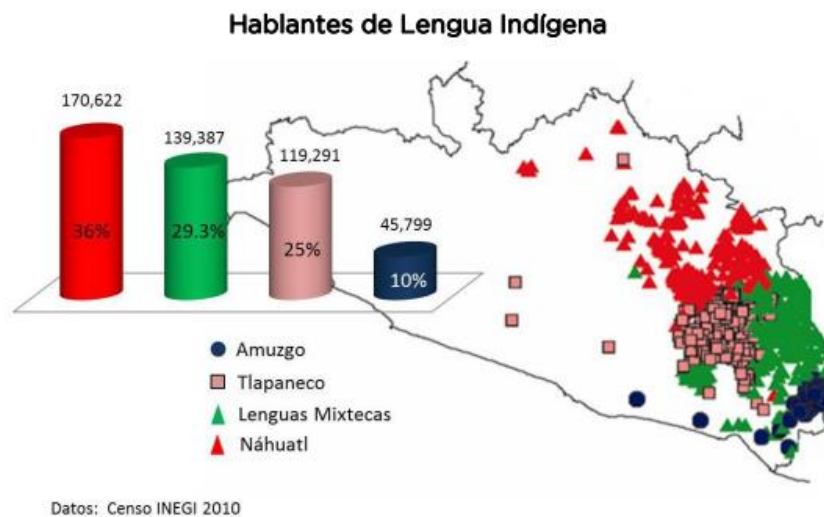 Hablantes de Lengua Indígena
170,622
139,387
119,291
45,799
36%
29.3%
25%
10%
Amuzgo
Tlapaneco
Lenguas Mixtecas
Náhuatl
Datos: Censo INEGI 2010